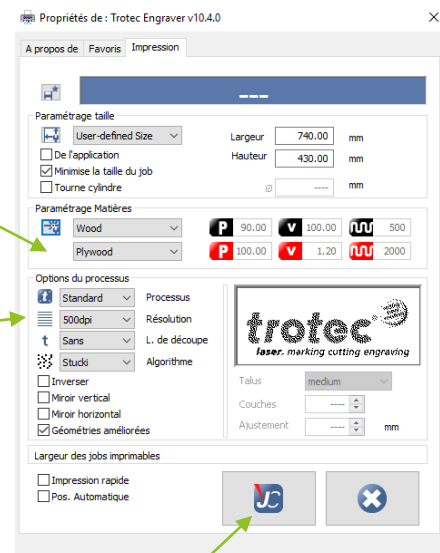 Propriétés de : Trotec Engraver v10.4.0
A propos de Favoris Impression
---
Paramétrage taille
User-defined Size Largeur 740.00 mm
De l'application Hauteur 430.00 mm
Minimise la taille du job
Tourne cylindre Ø ---- mm
Paramétrage Matières
Wood P 90.00 V 100.00 500
Plywood P 100.00 V 1.20 2000
Options du processus
t Standard Processus
500dpi Résolution
t Sans L. de découpe
Stucki Algorithme
trotec
laser. marking cutting engraving
Inverser Talus medium
Miroir vertical Couches ----
Miroir horizontal Ajustement ---- mm
Géométries améliorées
Largeur des jobs imprimables
Impression rapide
Pos. Automatique
JC